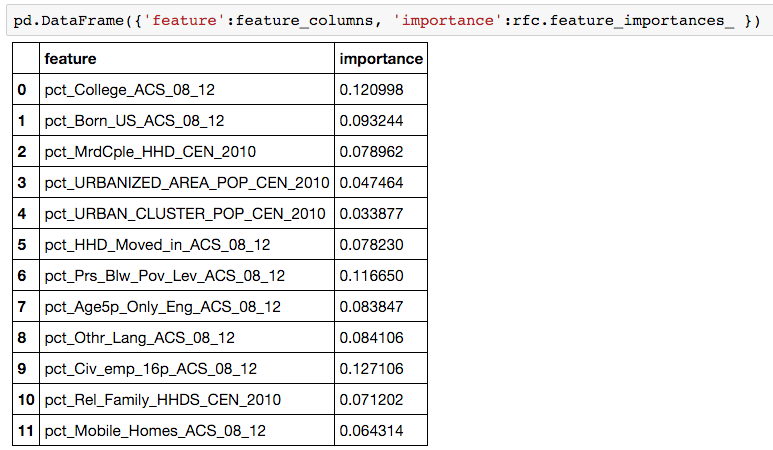 pd.DataFrame({'feature':feature_columns, 'importance':rfc.feature_importances_ })
feature importance
0 pct_College_ACS_08_12 0.120998
1 pct_Born_US_ACS_08_12 0.093244
2 pct_MrdCple_HHD_CEN_2010 0.078962
3 pct_URBANIZED_AREA_POP_CEN_2010 0.047464
4 pct_URBAN_CLUSTER_POP_CEN_2010 0.033877
5 pct_HHD_Moved_in_ACS_08_12 0.078230
6 pct_Prs_Blw_Pov_Lev_ACS_08_12 0.116650
7 pct_Age5p_Only_Eng_ACS_08_12 0.083847
8 pct_Othr_Lang_ACS_08_12 0.084106
9 pct_Civ_emp_16p_ACS_08_12 0.127106
10 pct_Rel_Family_HHDS_CEN_2010 0.071202
11 pct_Mobile_Homes_ACS_08_12 0.064314